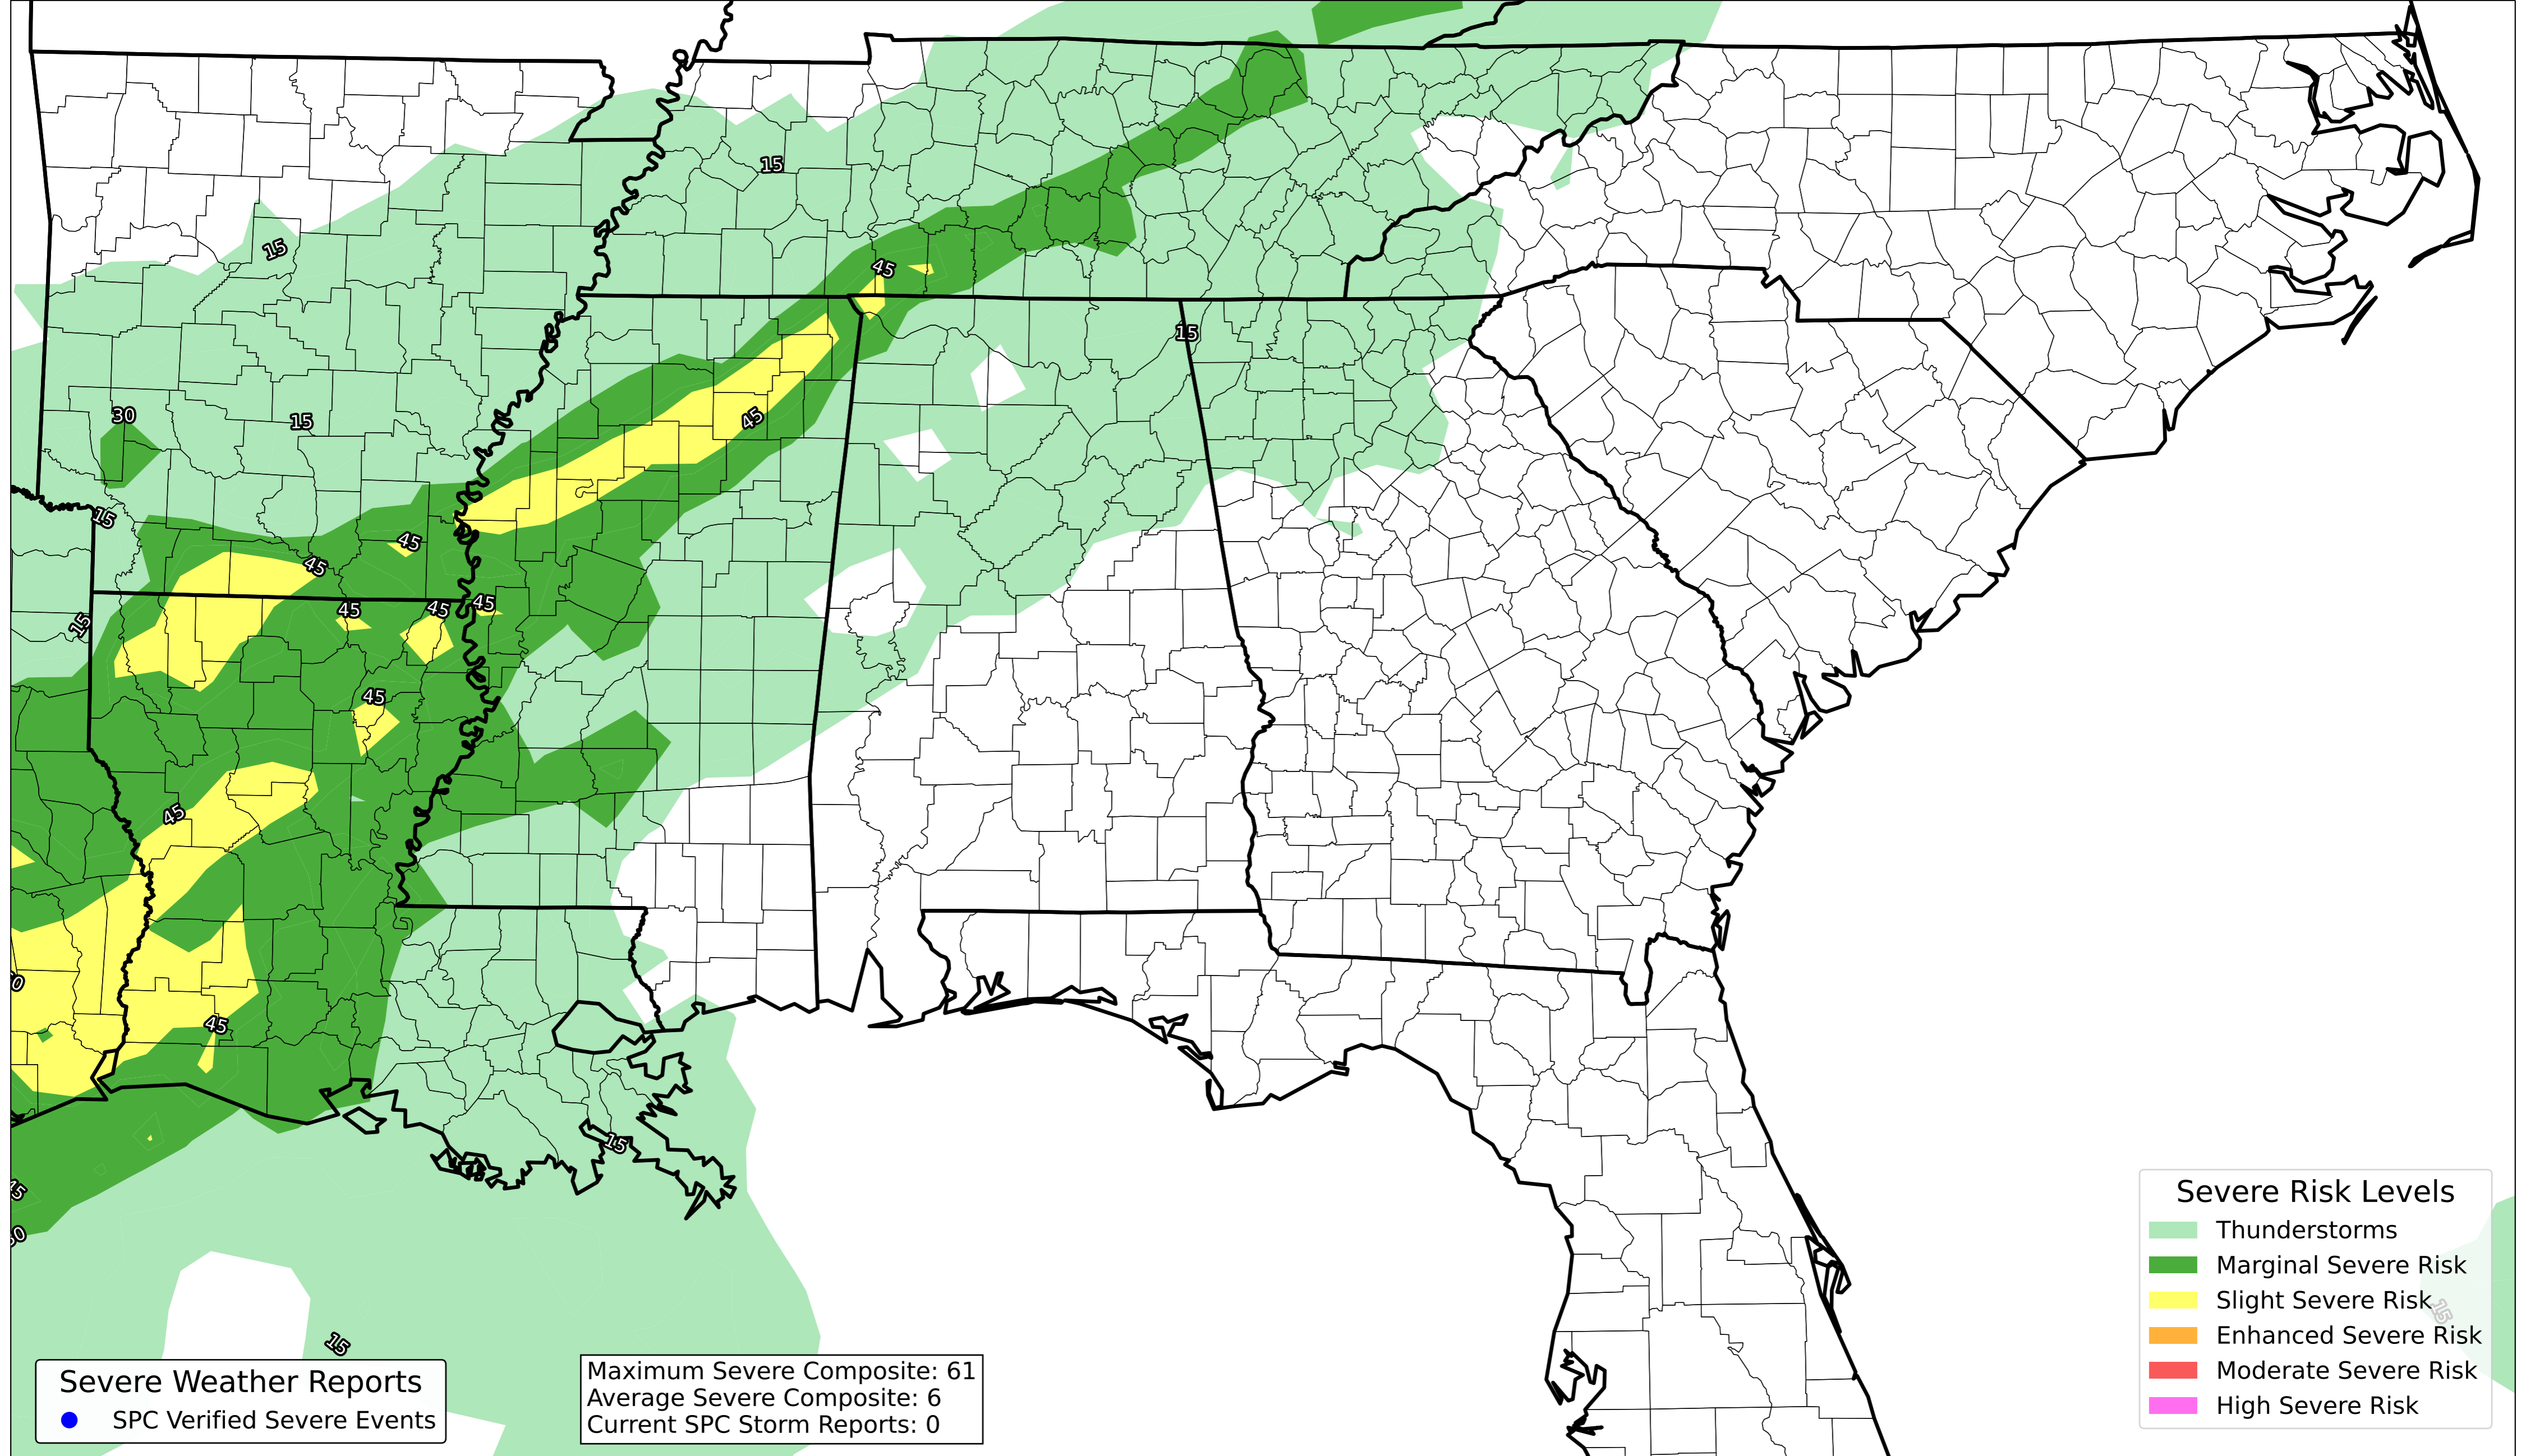 15
15
45
15
30
15
45
15
45
45
15
45
45
45
45
45
45
15
45
15
15
Severe Risk Levels
Thunderstorms
Marginal Severe Risk
Slight Severe Risk
Enhanced Severe Risk
Moderate Severe Risk
High Severe Risk
Severe Weather Reports
SPC Verified Severe Events
Maximum Severe Composite: 61
Average Severe Composite: 6
Current SPC Storm Reports: 0
15